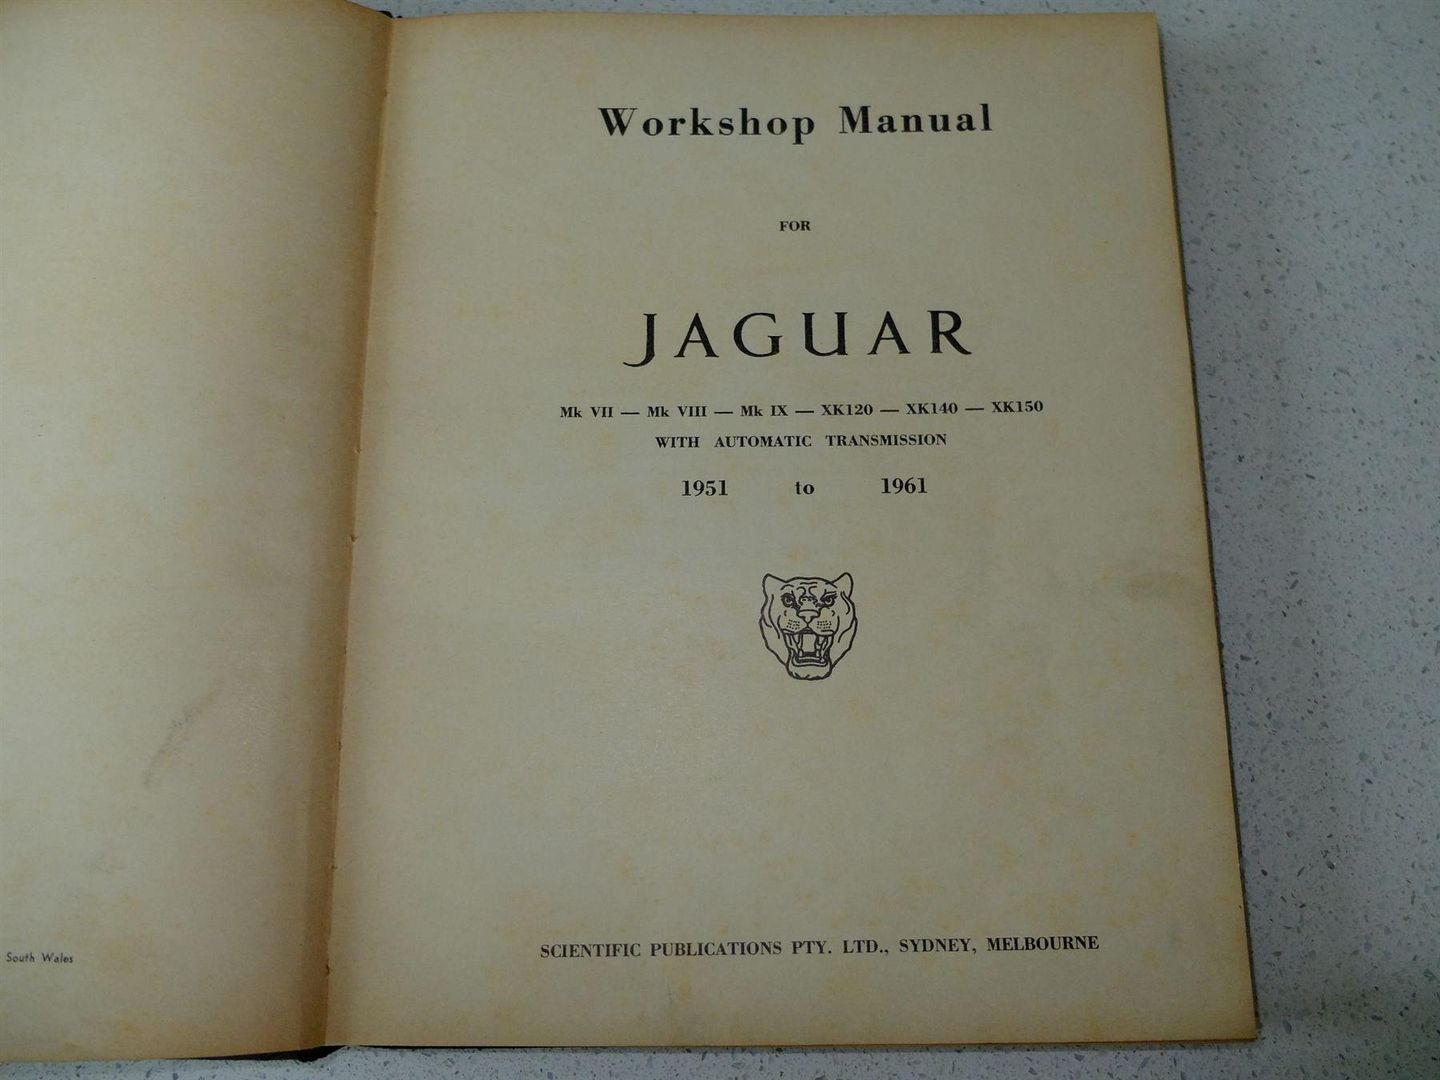 South Wales
Workshop Manual
FOR
JAGUAR
Mk VII — Mk VIII — Mk IX — XK120 — XK140 — XK150
WITH AUTOMATIC TRANSMISSION
1951 to 1961
SCIENTIFIC PUBLICATIONS PTY. LTD., SYDNEY, MELBOURNE